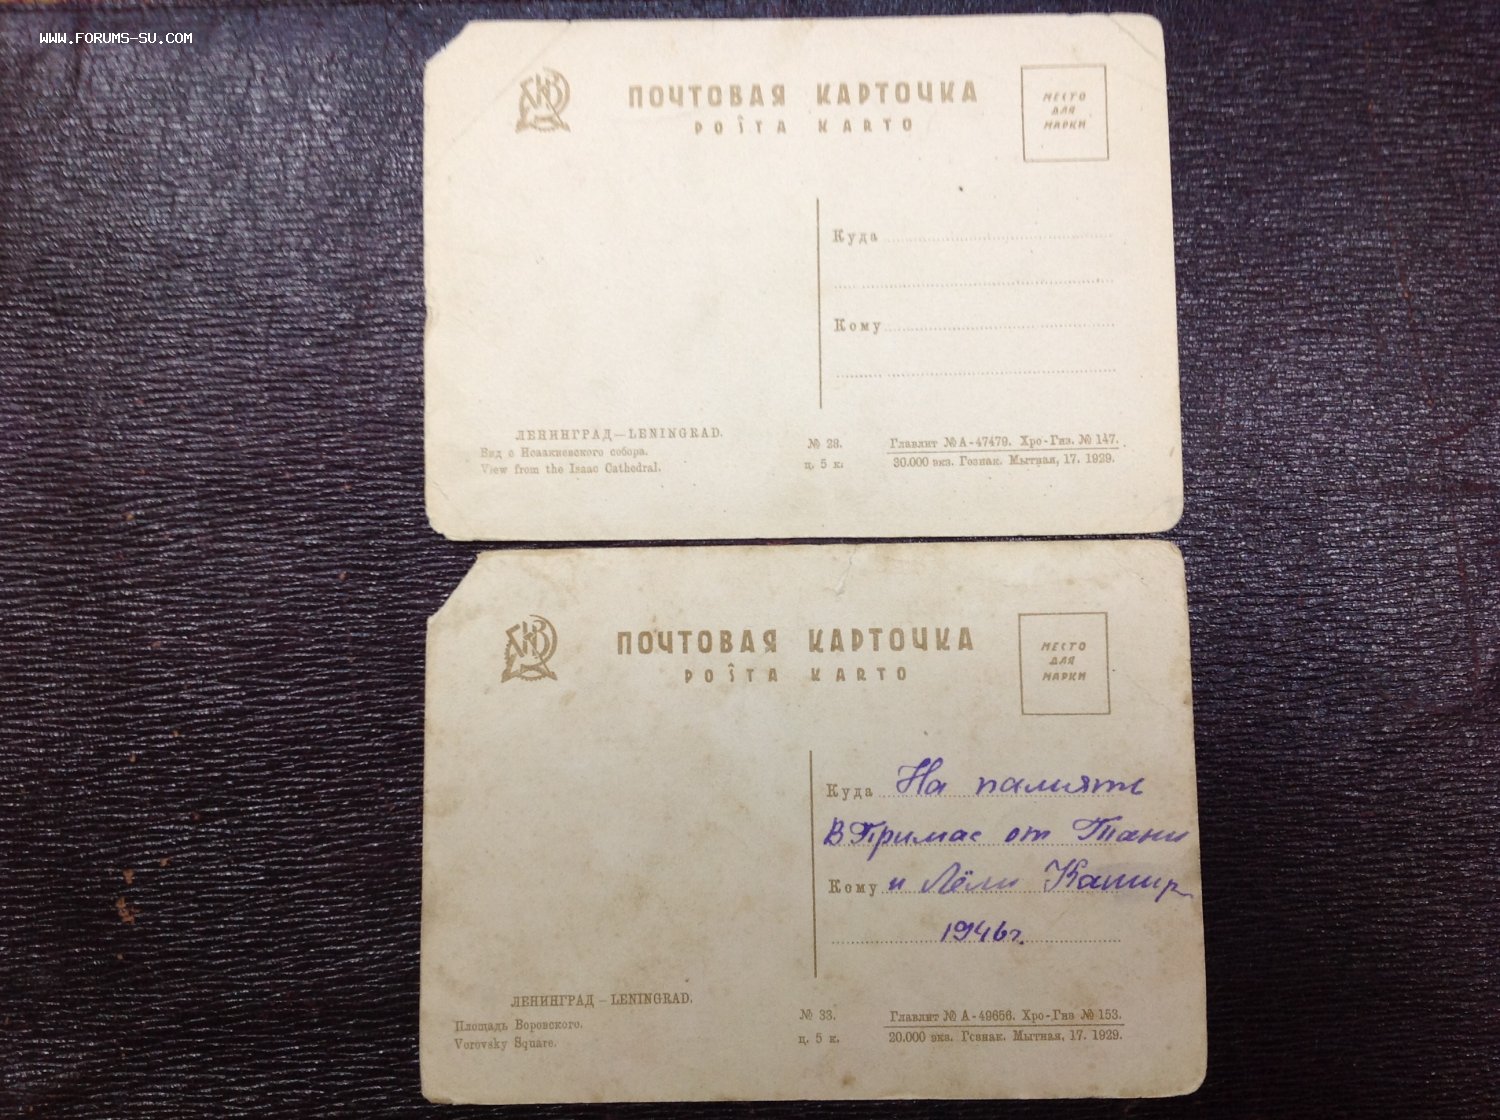 WWW.FORUMS-SU.COM
ПОЧТОВАЯ КАРТОЧКА
POŜTA KARTO
МЕСТО
ДЛЯ
МАРКИ
Куда
Кому
ЛЕНИНГРАД—LENINGRAD.
Вид с Исаакиевского собора.
View from the Isaac Cathedral.
№ 28.
ц. 5 к.
Главлит № А-47479. Хро-Гиз. № 147.
30.000 экз. Гознак. Мытная, 17. 1929.
ПОЧТОВАЯ КАРТОЧКА
POŜTA KARTO
МЕСТО
ДЛЯ
МАРКИ
Куда На память
от Тани
Кому и Лёли
1946г.
ЛЕНИНГРАД – LENINGRAD.
Площадь Воровского.
Vorovsky Square.
№ 33.
ц. 5 к.
Главлит № А-49656. Хро-Гиз № 153.
20.000 экз. Гознак. Мытная, 17. 1929.